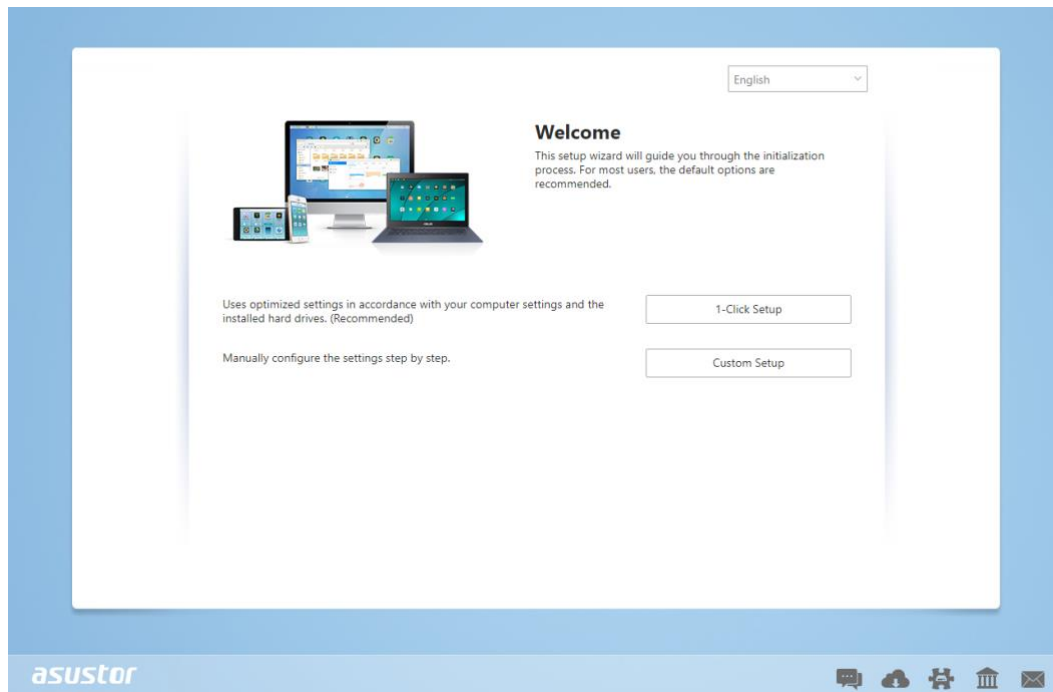 English
Welcome
This setup wizard will guide you through the initialization
process. For most users, the default options are
recommended.
Uses optimized settings in accordance with your computer settings and the
installed hard drives. (Recommended)
1-Click Setup
Manually configure the settings step by step.
Custom Setup
asustor